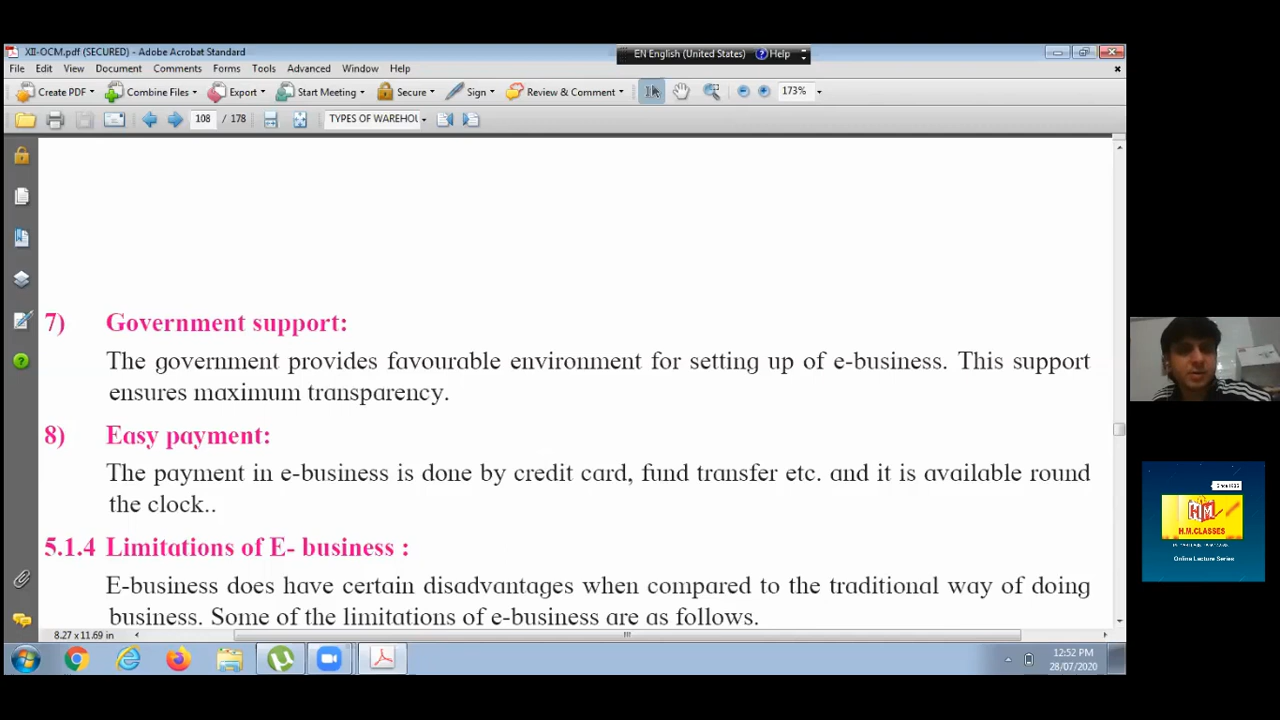 XII-OCM.pdf (SECURED) - Adobe Acrobat Standard
EN English (United States) Help
File Edit View Document Comments Forms Tools Advanced Window Help
Create PDF Combine Files Export Start Meeting Secure Sign Review & Comment 173%
108 / 178 TYPES OF WAREHOU
7) Government support:
The government provides favourable environment for setting up of e-business. This support
ensures maximum transparency.
8) Easy payment:
The payment in e-business is done by credit card, fund transfer etc. and it is available round
the clock..
5.1.4 Limitations of E- business :
E-business does have certain disadvantages when compared to the traditional way of doing
business. Some of the limitations of e-business are as follows.
8.27 x 11.69 in
HM
H.M.CLASSES
Online Lecture Series
12:52 PM
28/07/2020